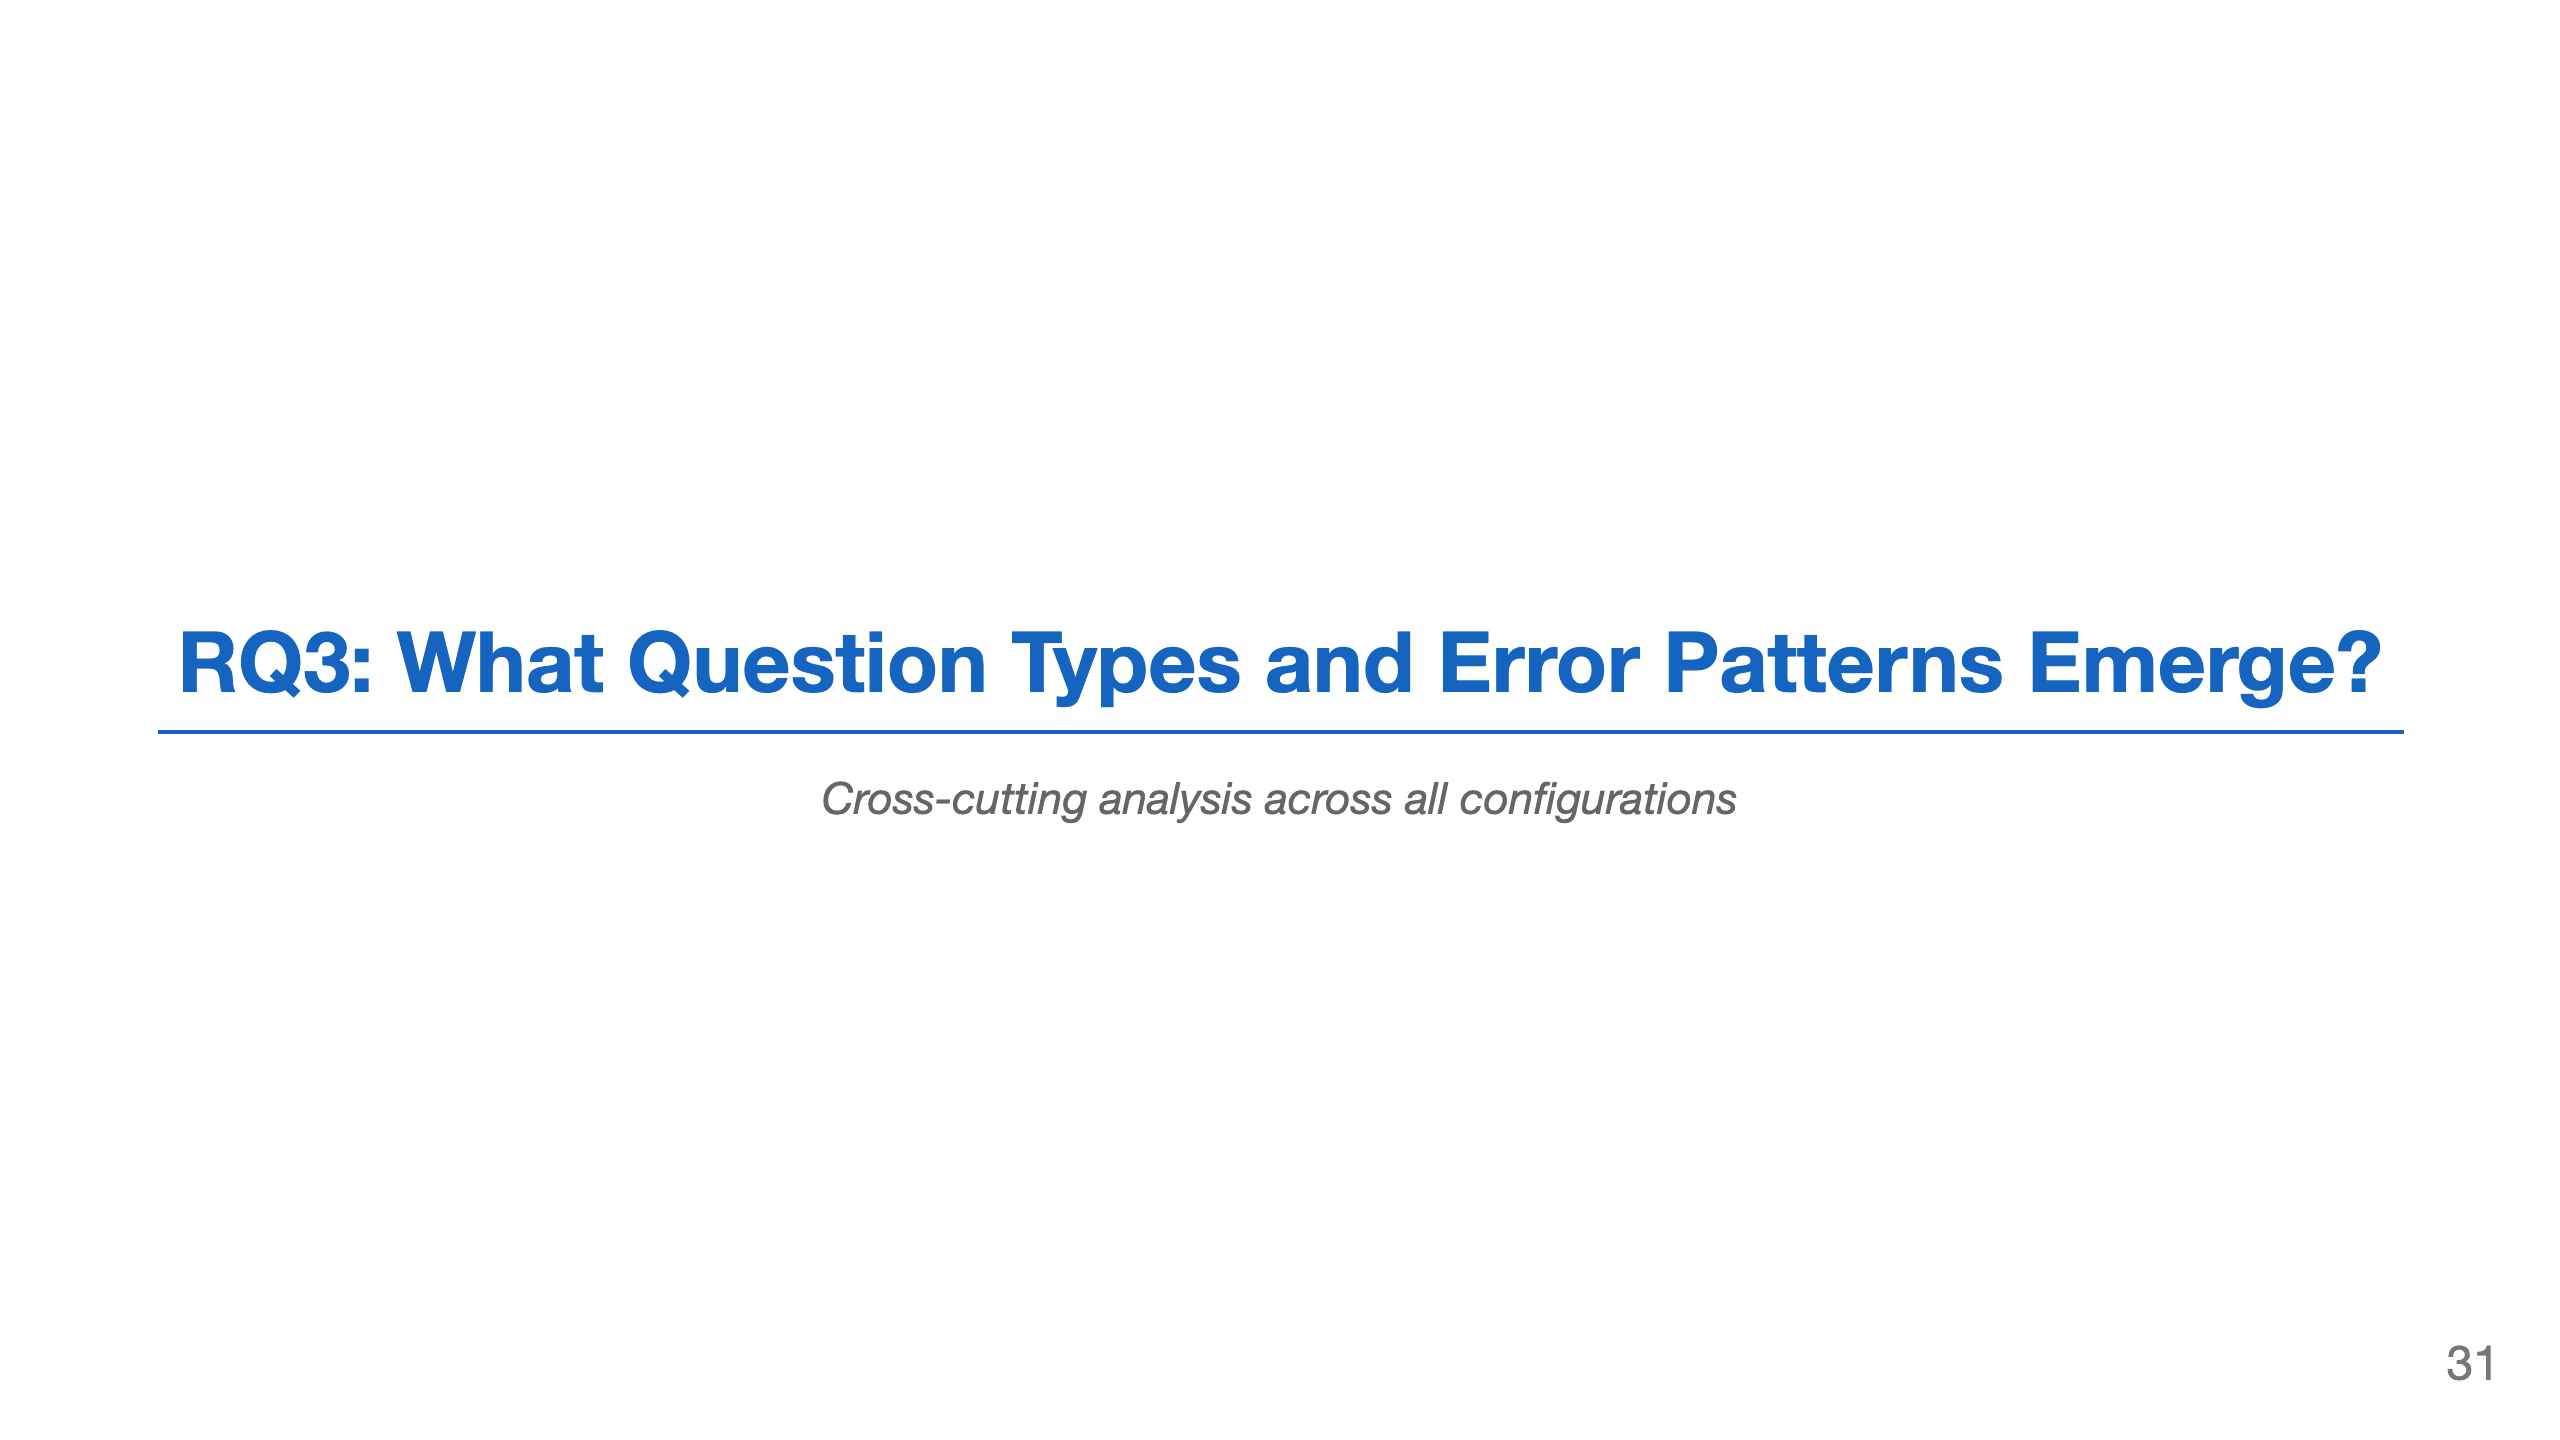 RQ3: What Question Types and Error Patterns Emerge?
Cross-cutting analysis across all configurations
31